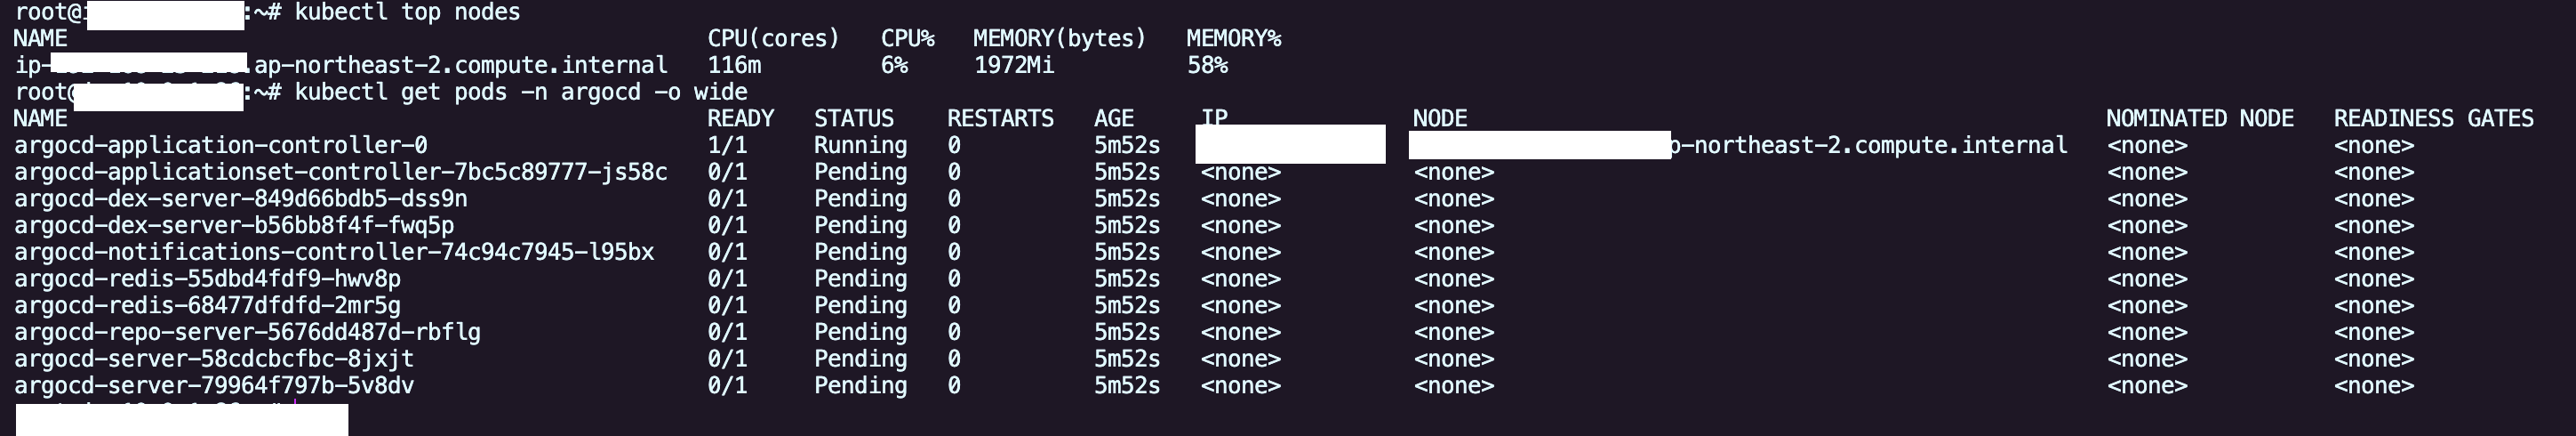 root@ :~# kubectl top nodes
NAME CPU(cores) CPU% MEMORY(bytes) MEMORY%
ip- .ap-northeast-2.compute.internal 116m 6% 1972Mi 58%
root@ :~# kubectl get pods -n argocd -o wide
NAME READY STATUS RESTARTS AGE IP NODE NOMINATED NODE READINESS GATES
argocd-application-controller-0 1/1 Running 0 5m52s p-northeast-2.compute.internal <none> <none>
argocd-applicationset-controller-7bc5c89777-js58c 0/1 Pending 0 5m52s <none> <none> <none> <none>
argocd-dex-server-849d66bdb5-dss9n 0/1 Pending 0 5m52s <none> <none> <none> <none>
argocd-dex-server-b56bb8f4f-fwq5p 0/1 Pending 0 5m52s <none> <none> <none> <none>
argocd-notifications-controller-74c94c7945-l95bx 0/1 Pending 0 5m52s <none> <none> <none> <none>
argocd-redis-55dbd4fdf9-hwv8p 0/1 Pending 0 5m52s <none> <none> <none> <none>
argocd-redis-68477dfdfd-2mr5g 0/1 Pending 0 5m52s <none> <none> <none> <none>
argocd-repo-server-5676dd487d-rbflg 0/1 Pending 0 5m52s <none> <none> <none> <none>
argocd-server-58cdcbcfbc-8jxjt 0/1 Pending 0 5m52s <none> <none> <none> <none>
argocd-server-79964f797b-5v8dv 0/1 Pending 0 5m52s <none> <none> <none> <none>